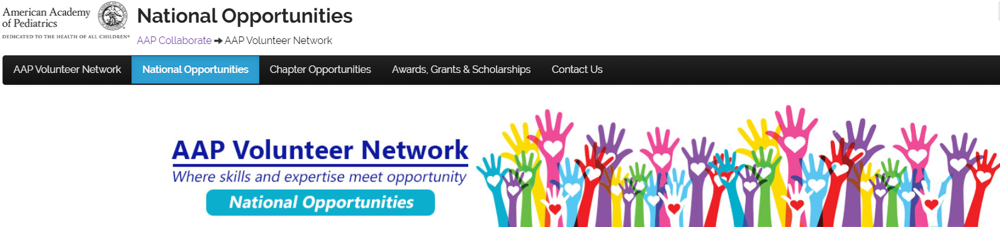 American Academy
of Pediatrics
DEDICATED TO THE HEALTH OF ALL CHILDREN®
National Opportunities
AAP Collaborate ➡ AAP Volunteer Network
AAP Volunteer Network National Opportunities Chapter Opportunities Awards, Grants & Scholarships Contact Us
AAP Volunteer Network
Where skills and expertise meet opportunity
National Opportunities